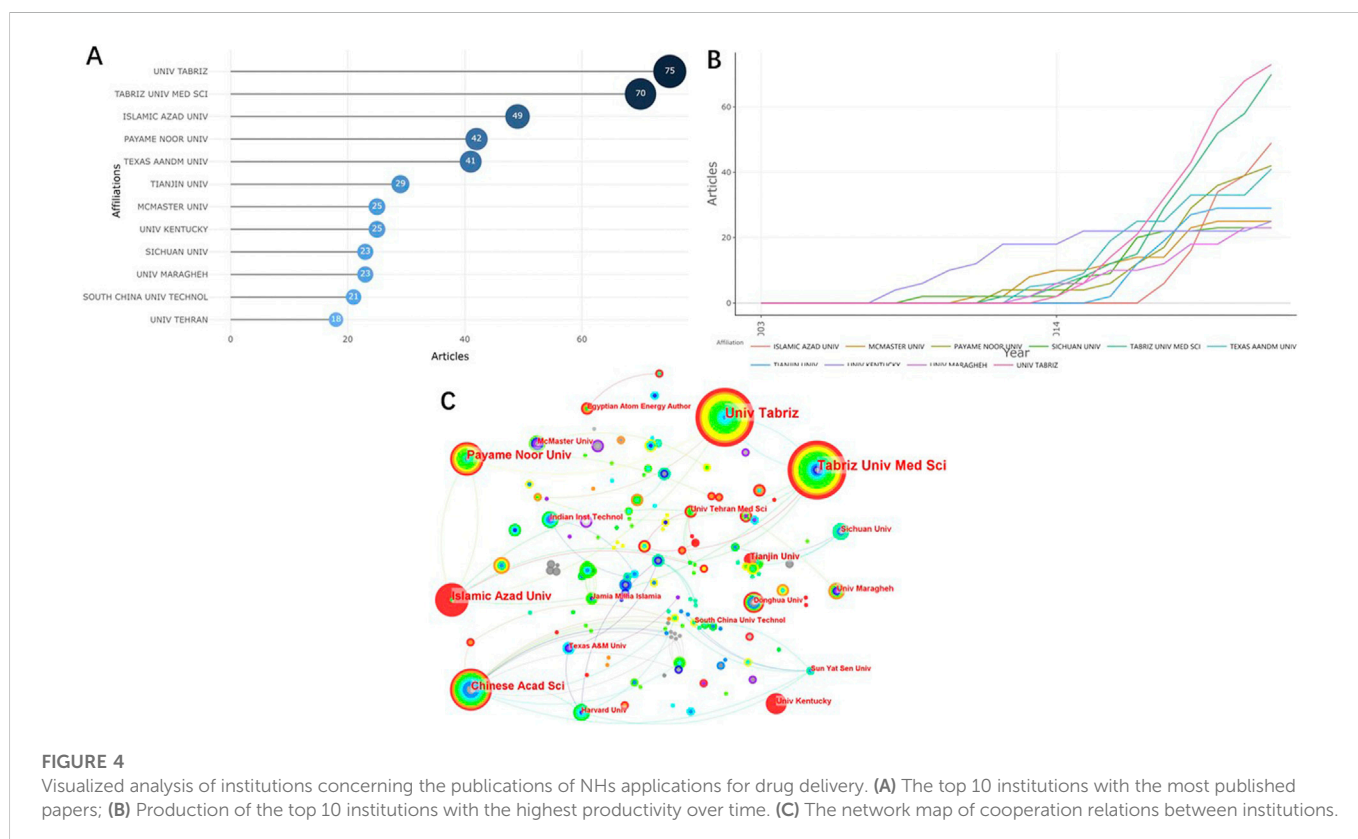 A
UNIV TABRIZ
75
TABRIZ UNIV MED SCI
70
ISLAMIC AZAD UNIV
49
PAYAME NOOR UNIV
42
TEXAS AANDM UNIV
41
TIANJIN UNIV
29
MCMASTER UNIV
25
UNIV KENTUCKY
25
SICHUAN UNIV
23
UNIV MARAGHEH
23
SOUTH CHINA UNIV TECHNOL
21
UNIV TEHRAN
18
Affiliations
0 20 40 60
Articles
B
60
40
20
0
Articles
003 014
Year
Affiliation ISLAMIC AZAD UNIV MCMASTER UNIV PAYAME NOOR UNIV SICHUAN UNIV TABRIZ UNIV MED SCI TEXAS AANDM UNIV
TIANJIN UNIV UNIV KENTUCKY UNIV MARAGHEH UNIV TABRIZ
C
Egyptian Atom Energy Author
Univ Tabriz
McMaster Univ
Payame Noor Univ
Tabriz Univ Med Sci
Univ Tehran Med Sci
Indian Inst Technol
Sichuan Univ
Tianjin Univ
Univ Maragheh
Islamic Azad Univ
Jamia Millia Islamia
Donghua Univ
South China Univ Technol
Texas A&M Univ
Sun Yat Sen Univ
Chinese Acad Sci
Univ Kentucky
Harvard Univ
FIGURE 4
Visualized analysis of institutions concerning the publications of NHs applications for drug delivery. (A) The top 10 institutions with the most published
papers; (B) Production of the top 10 institutions with the highest productivity over time. (C) The network map of cooperation relations between institutions.